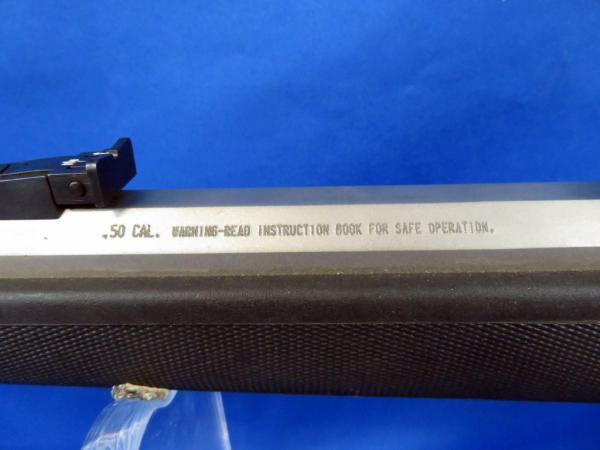 .50 CAL. WARNING-READ INSTRUCTION BOOK FOR SAFE OPERATION.